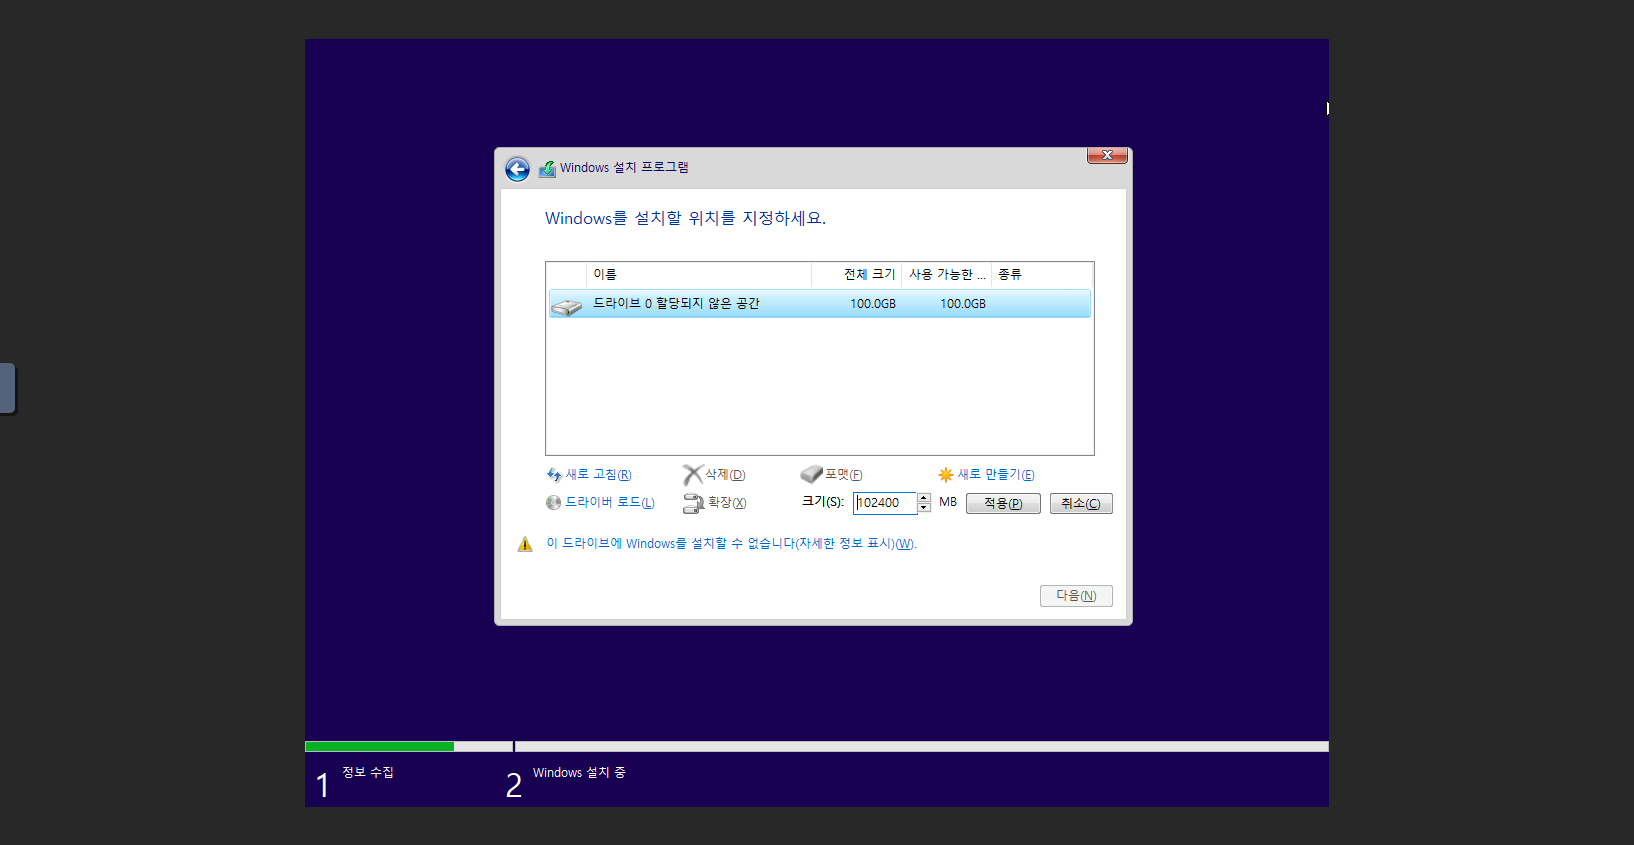 Windows 설치 프로그램
Windows를 설치할 위치를 지정하세요.
이름 전체 크기 사용 가능한 ... 종류
드라이브 0 할당되지 않은 공간 100.0GB 100.0GB
새로 고침(R) 삭제(D) 포맷(F) 새로 만들기(E)
드라이버 로드(L) 확장(X) 크기(S): 102400 MB 적용(P) 취소(C)
이 드라이브에 Windows를 설치할 수 없습니다(자세한 정보 표시)(W).
다음(N)
1 정보 수집 2 Windows 설치 중